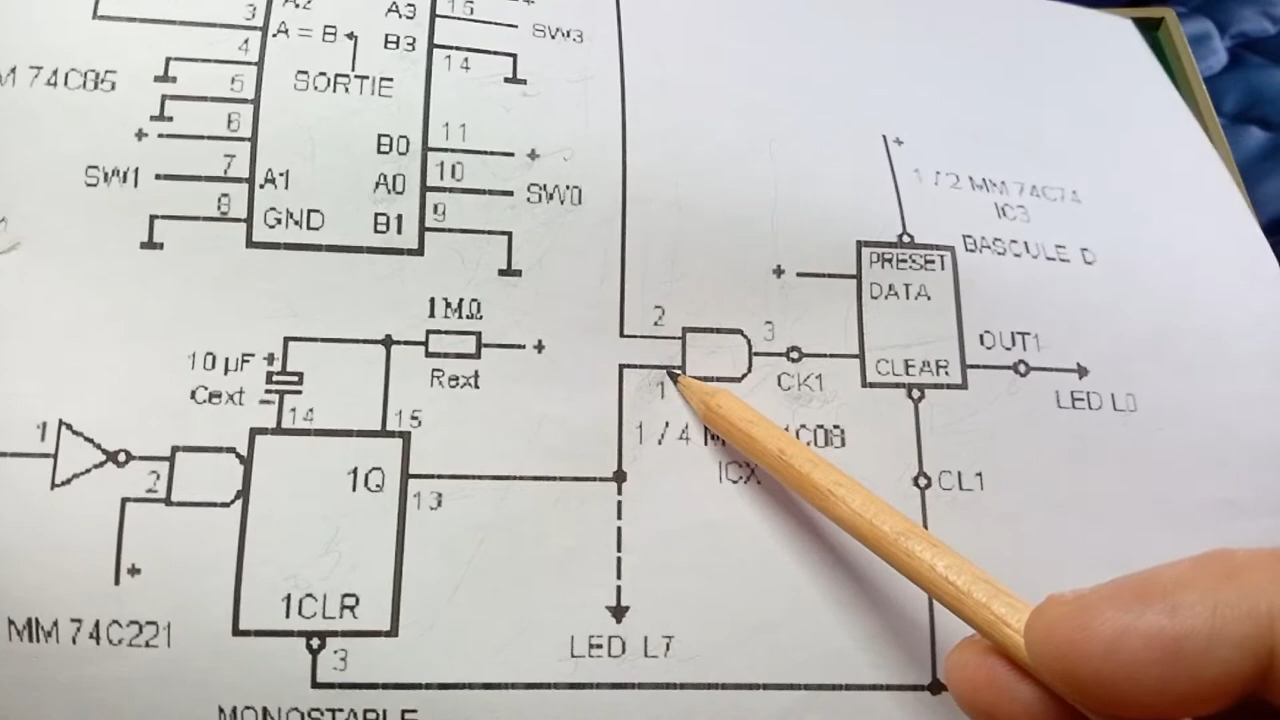 3
A = B
A3
15
SW3
4
B3
14
74C85
5
SORTIE
6
+
B0
11
+
SW1
7
A1
A0
10
SW0
8
GND
B1
9
+
1 / 2 MM 74C74
IC3
BASCULE D
+
PRESET
DATA
CLEAR
OUT1
LED L0
2
3
1
CK1
1 / 4
ICX
CL1
1MΩ
+
Rext
10 µF +
Cext -
14
15
1
2
+
1Q
13
1CLR
3
MM 74C221
LED L7
MONOSTABLE